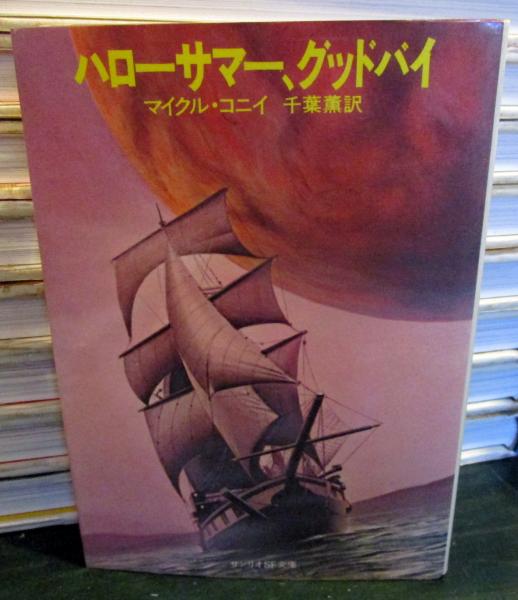 ハローサマー、グッドバイ
マイクル・コニイ 千葉薫訳
サンリオSF文庫